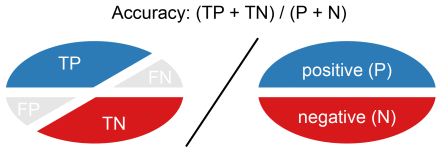 Accuracy: (TP + TN) / (P + N)
TP
FN
FP
TN
positive (P)
negative (N)